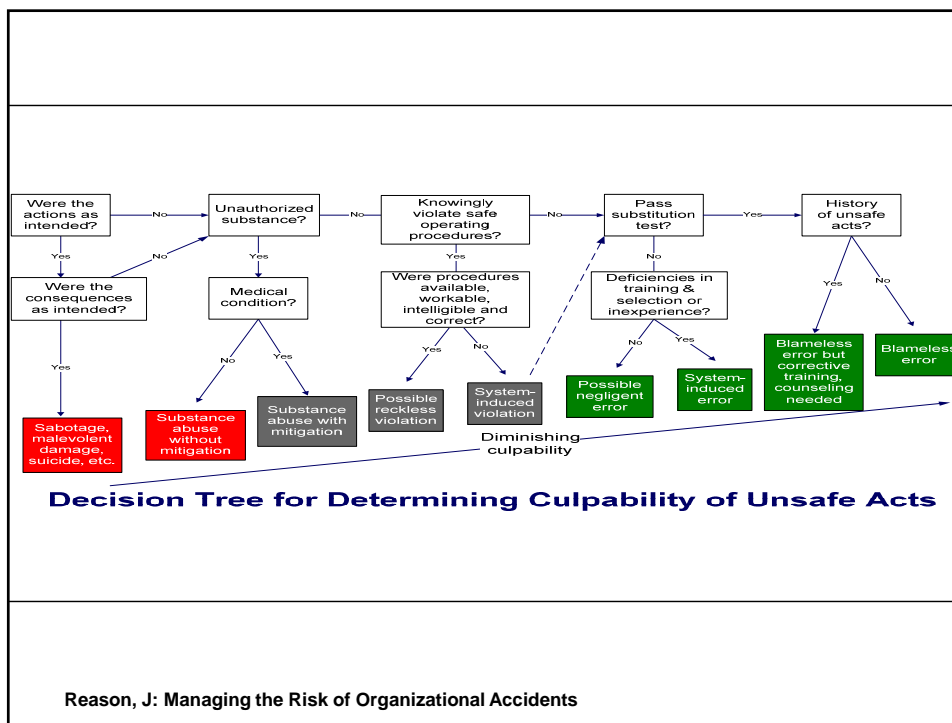 Were the
actions as
intended?
No
Unauthorized
substance?
No
Knowingly
violate safe
operating
procedures?
No
Pass
substitution
test?
Yes
History
of unsafe
acts?
Yes
No
Yes
Yes
No
Were the
consequences
as intended?
Medical
condition?
Were procedures
available,
workable,
intelligible and
correct?
Deficencies in
training &
selection or
inexperience?
Yes
No
Yes
Yes
No
No
Yes
Yes
No
Sabotage,
malevolent
damage,
suicide, etc.
Substance
abuse
without
mitigation
Substance
abuse with
mitigation
Possible
reckless
violation
System-
induced
violation
Possible
negligent
error
System-
induced
error
Blameless
error but
corrective
training,
counseling
needed
Blameless
error
Diminishing
culpability
Decision Tree for Determining Culpability of Unsafe Acts
Reason, J: Managing the Risk of Organizational Accidents